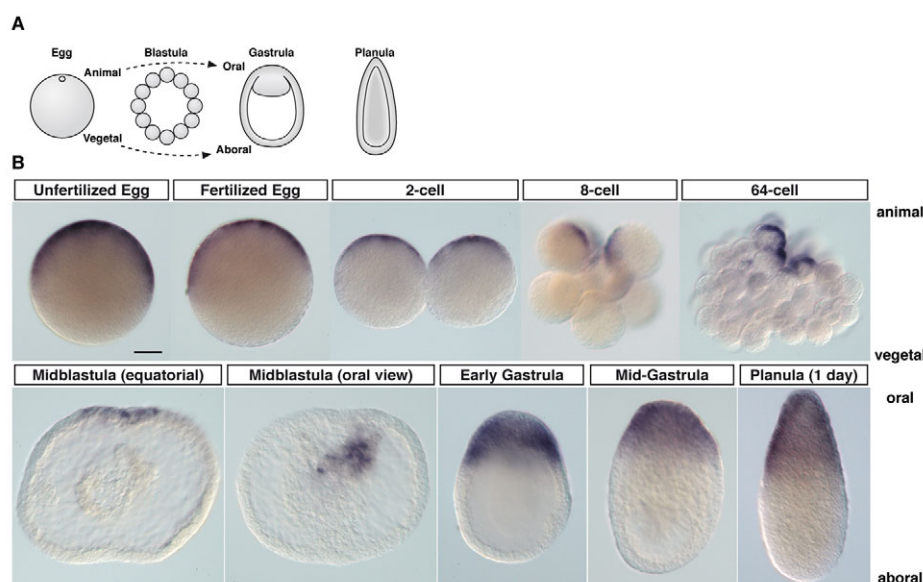 A
Egg Blastula Gastrula Planula
Animal Oral
Vegetal Aboral
B
Unfertilized Egg Fertilized Egg 2-cell 8-cell 64-cell
animal
vegetal
Midblastula (equatorial) Midblastula (oral view) Early Gastrula Mid-Gastrula Planula (1 day)
oral
aboral